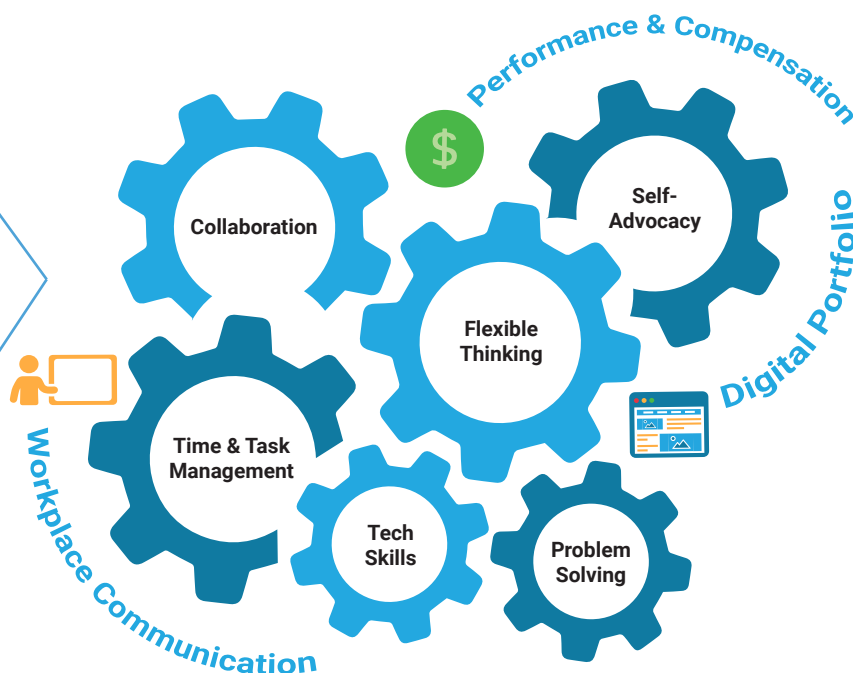 Performance & Compensation
$
Self-
Advocacy
Collaboration
Digital Portfolio
Flexible
Thinking
Time & Task
Management
Workplace Communication
Tech
Skills
Problem
Solving